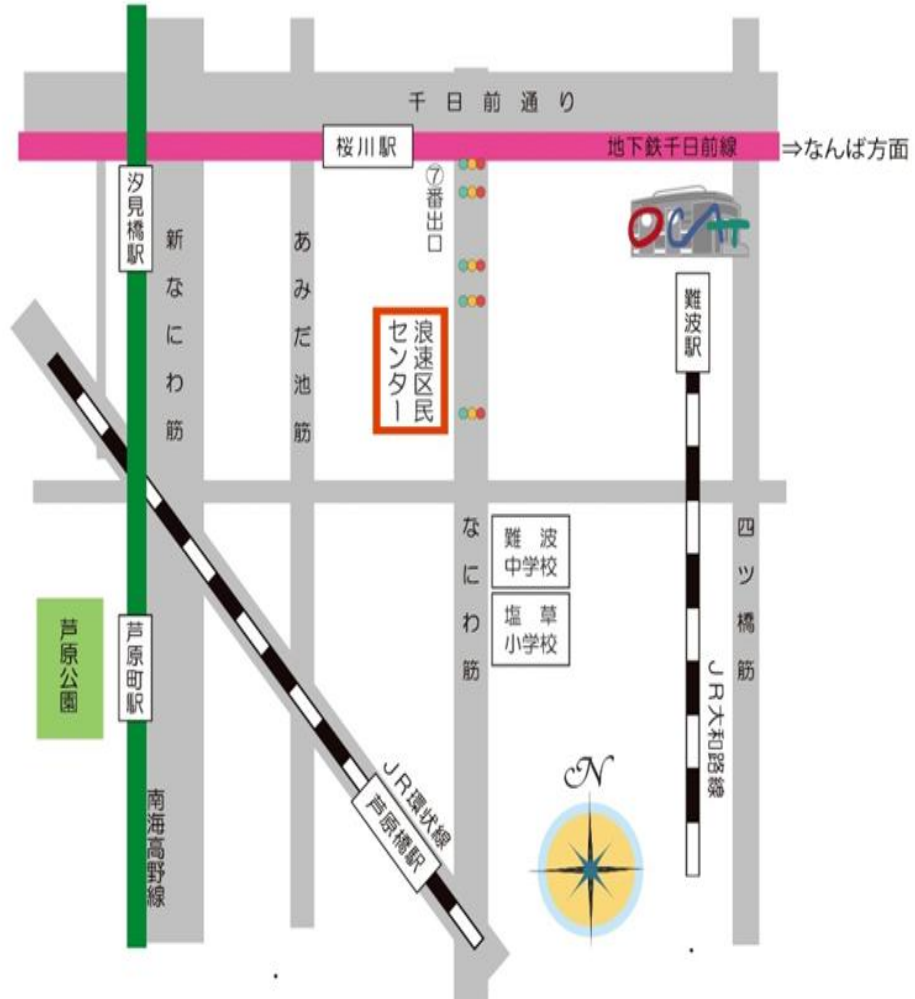 千日前通り
桜川駅
地下鉄千日前線
⇒なんば方面
汐見橋駅
⑦番出口
OCAT
新なにわ筋
あみだ池筋
難波駅
浪速区民
センター
なにわ筋
難波
中学校
四ツ橋筋
塩草
小学校
芦原公園
芦原町駅
JR大和路線
JR環状線
芦原橋駅
南海高野線
N